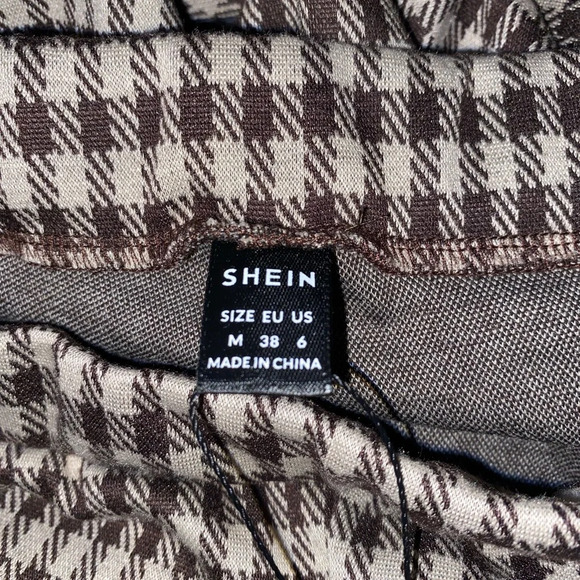 SHEIN
SIZE EU US
M 38 6
MADE IN CHINA